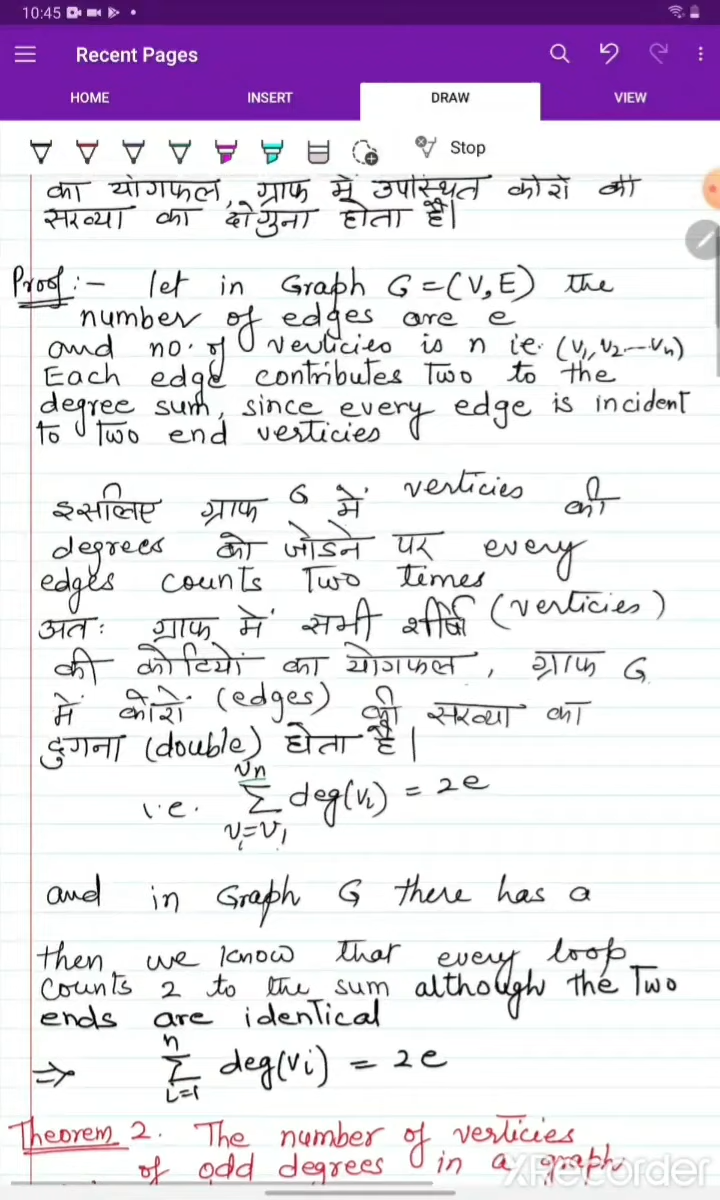 10:45
Recent Pages
HOME INSERT DRAW VIEW
Stop
का योगफल, ग्राफ में उपस्थित कोरों की
सख्या का दोगुना होता है।
Proof :- let in Graph G = (V, E) the
number of edges are e
and no. of verticies is n ie. (v1, v2 --- vn)
Each edge contributes Two to the
degree sum, since every edge is incident
to Two end verticies
इसलिए ग्राफ G में verticies की
degrees को जोडने पर every
edges counts Two times
अतः ग्राफ में सभी शीर्षो (verticies)
की कोटियों का योगफल, ग्राफ G
में कोरो (edges) की सख्या का
दुगना (double) होता है |
i.e. Σ_{vi=v1}^{vn} deg(vi) = 2e
and in Graph G there has a
then we know that every loop
counts 2 to the sum although the Two
ends are identical
⇒ Σ_{i=1}^{n} deg(vi) = 2e
Theorem 2. The number of verticies
of odd degrees in a graph
XRecorder